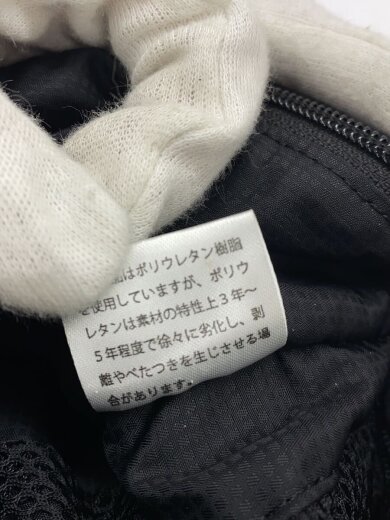 はポリウレタン樹脂
を使用していますが、ポリウ
レタンは素材の特性上3年〜
5年程度で徐々に劣化し、剥
離やべたつきを生じさせる場
合があります。